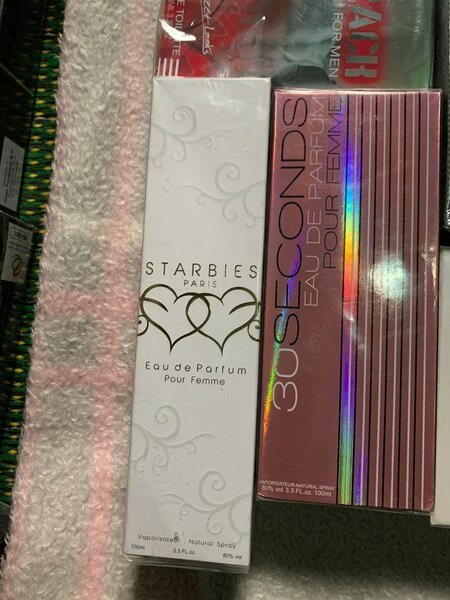 BLACK
FOR MEN
STARBIES
PARIS
Eau de Parfum
Pour Femme
Vaporisateur . Natural Spray
100ml 3.3 FL.oz. 80% vol
30 SECONDS
EAU DE PARFUM
POUR FEMME
VAPORISATEUR-NATURAL SPRAY
80% vol 3.3 FL.oz. 100ml